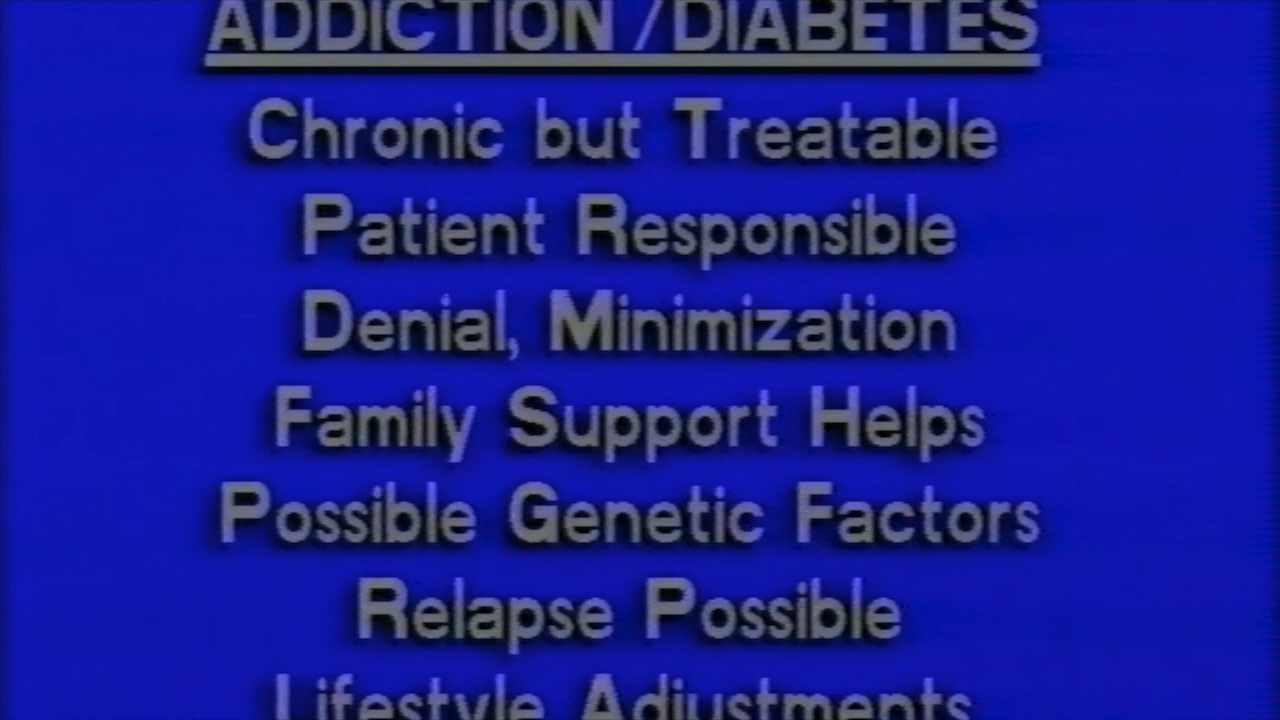 ADDICTION /DIABETES
Chronic but Treatable
Patient Responsible
Denial, Minimization
Family Support Helps
Possible Genetic Factors
Relapse Possible
Lifestyle Adjustments